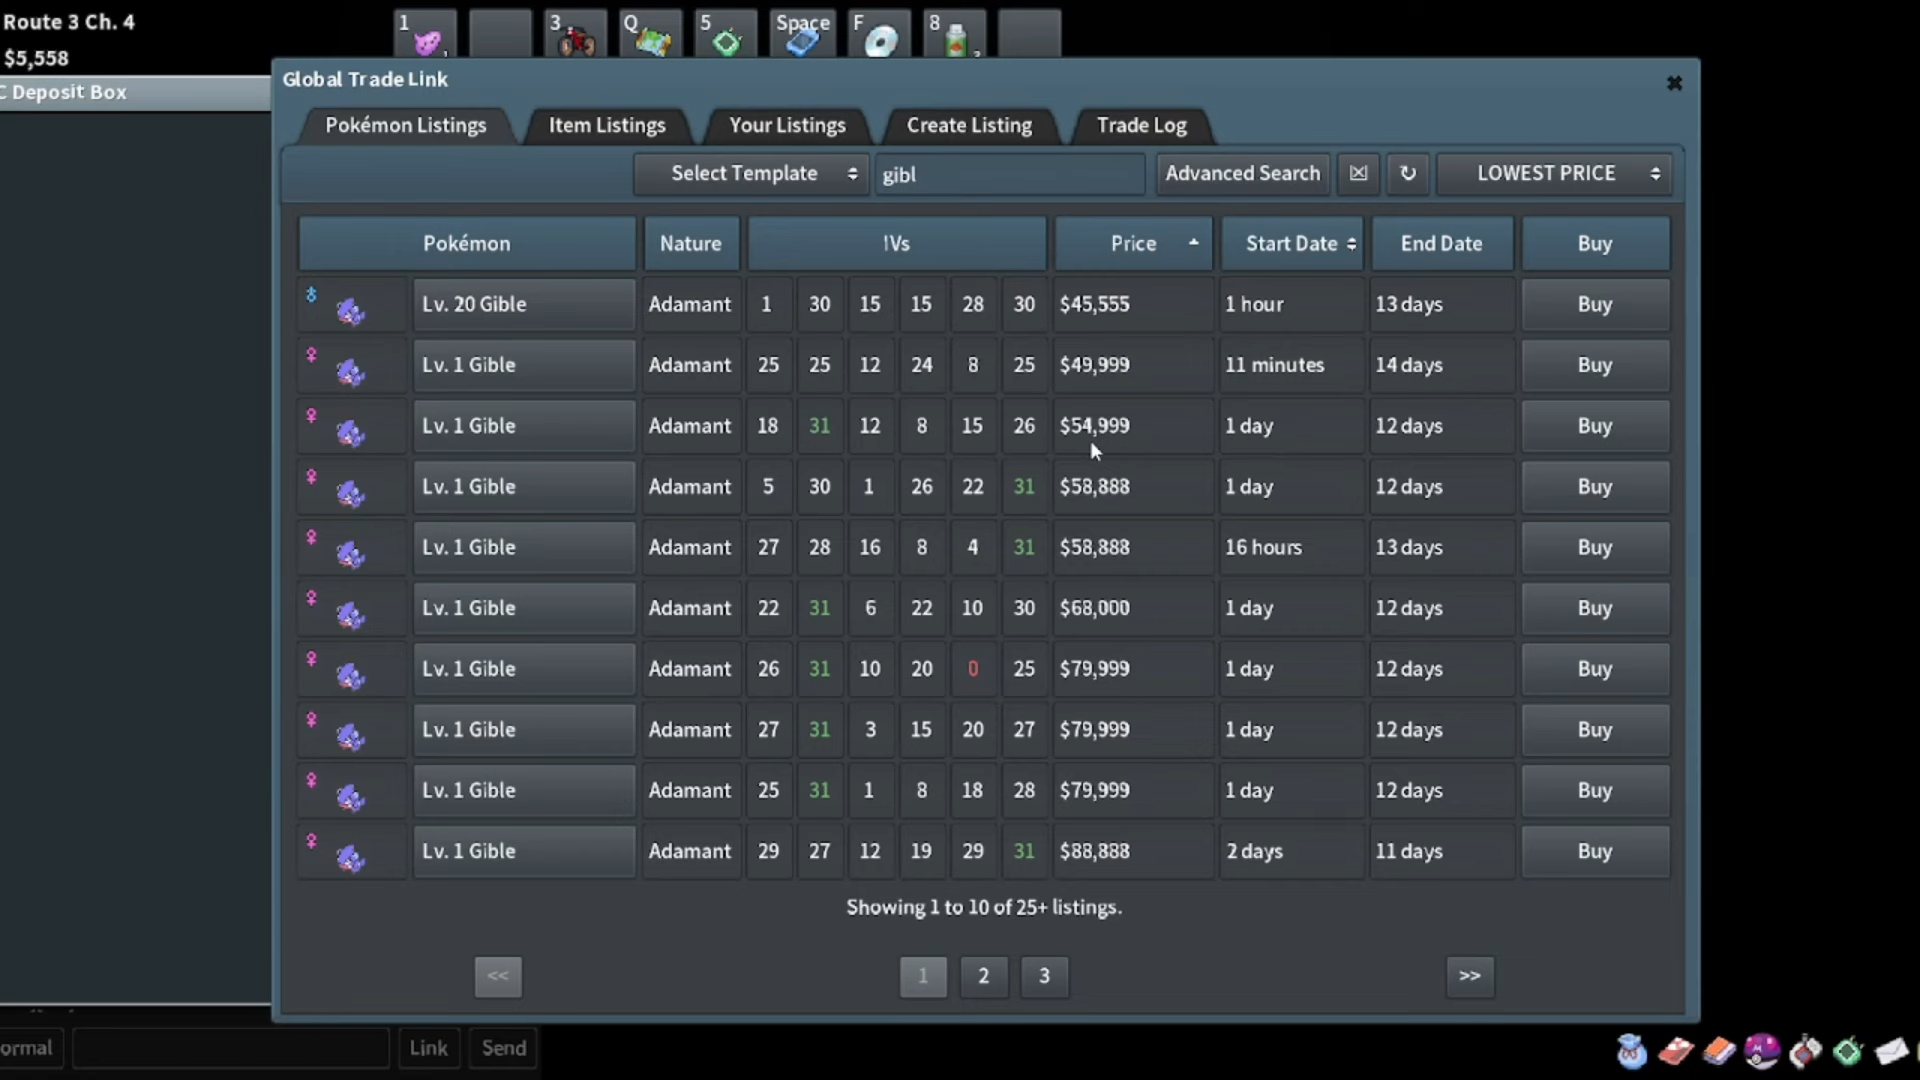 Route 3 Ch. 4
$5,558
C Deposit Box
1 3 Q 5 Space F 8
Global Trade Link
Pokémon Listings Item Listings Your Listings Create Listing Trade Log
Select Template gibl Advanced Search LOWEST PRICE
Pokémon Nature IVs Price Start Date End Date Buy
Lv. 20 Gible Adamant 1 30 15 15 28 30 $45,555 1 hour 13 days Buy
Lv. 1 Gible Adamant 25 25 12 24 8 25 $49,999 11 minutes 14 days Buy
Lv. 1 Gible Adamant 18 31 12 8 15 26 $54,999 1 day 12 days Buy
Lv. 1 Gible Adamant 5 30 1 26 22 31 $58,888 1 day 12 days Buy
Lv. 1 Gible Adamant 27 28 16 8 4 31 $58,888 16 hours 13 days Buy
Lv. 1 Gible Adamant 22 31 6 22 10 30 $68,000 1 day 12 days Buy
Lv. 1 Gible Adamant 26 31 10 20 0 25 $79,999 1 day 12 days Buy
Lv. 1 Gible Adamant 27 31 3 15 20 27 $79,999 1 day 12 days Buy
Lv. 1 Gible Adamant 25 31 1 8 18 28 $79,999 1 day 12 days Buy
Lv. 1 Gible Adamant 29 27 12 19 29 31 $88,888 2 days 11 days Buy
Showing 1 to 10 of 25+ listings.
<< 1 2 3 >>
ormal Link Send